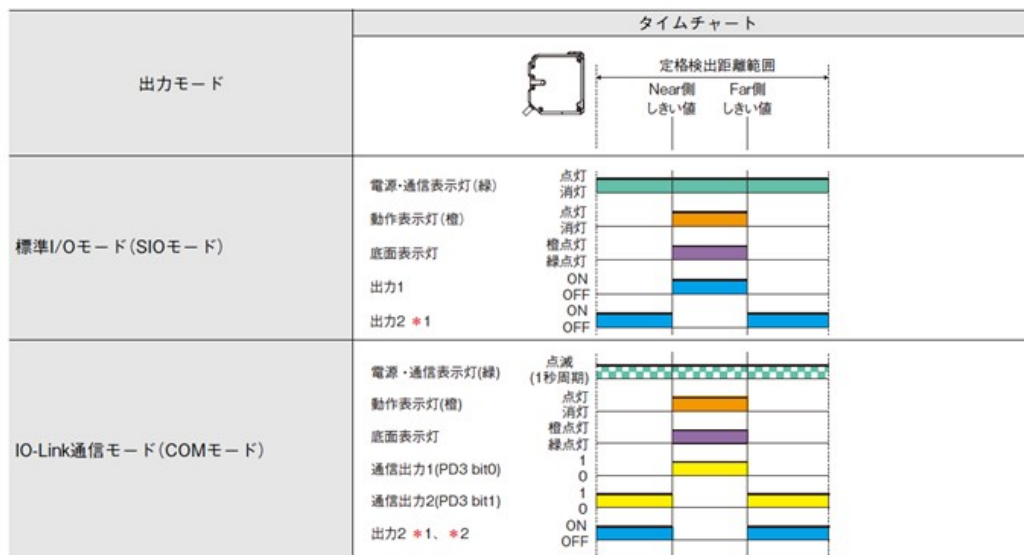 タイムチャート
出力モード
定格検出距離範囲
Near側
しきい値
Far側
しきい値
標準I/Oモード(SIOモード)
電源・通信表示灯(緑)
点灯
消灯
動作表示灯(橙)
点灯
消灯
底面表示灯
橙点灯
緑点灯
出力1
ON
OFF
出力2 *1
ON
OFF
IO-Link通信モード(COMモード)
電源・通信表示灯(緑)
点滅
(1秒周期)
動作表示灯(橙)
点灯
消灯
底面表示灯
橙点灯
緑点灯
通信出力1(PD3 bit0)
1
0
通信出力2(PD3 bit1)
1
0
出力2 *1、*2
ON
OFF